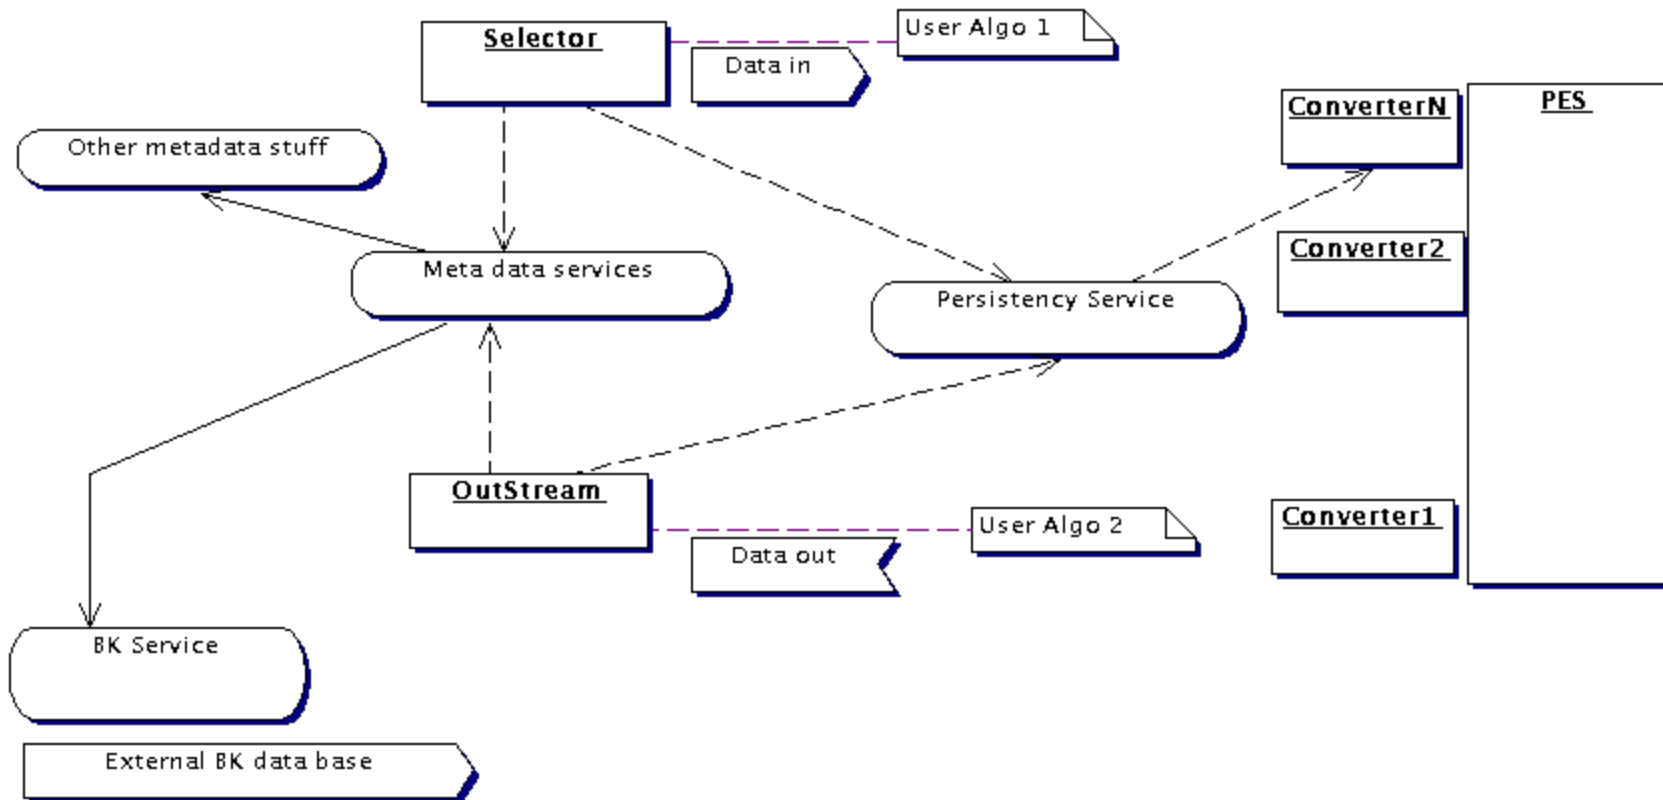 Selector
User Algo 1
Data in
PES
ConverterN
Other metadata stuff
Converter2
Meta data services
Persistency Service
OutStream
User Algo 2
Converter1
Data out
BK Service
External BK data base